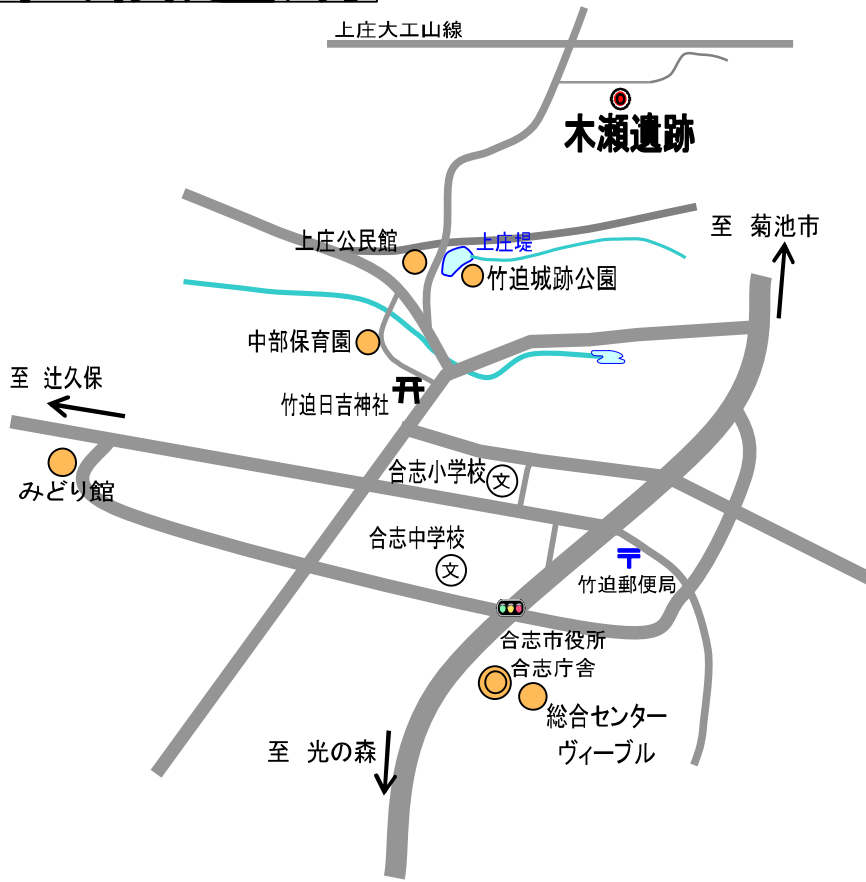 上庄大工山線
木瀬遺跡
至 菊池市
上庄公民館
上庄堤
竹迫城跡公園
中部保育園
至 辻久保
竹迫日吉神社
みどり館
合志小学校
文
合志中学校
文
竹迫郵便局
合志市役所
合志庁舎
総合センター
ヴィーブル
至 光の森